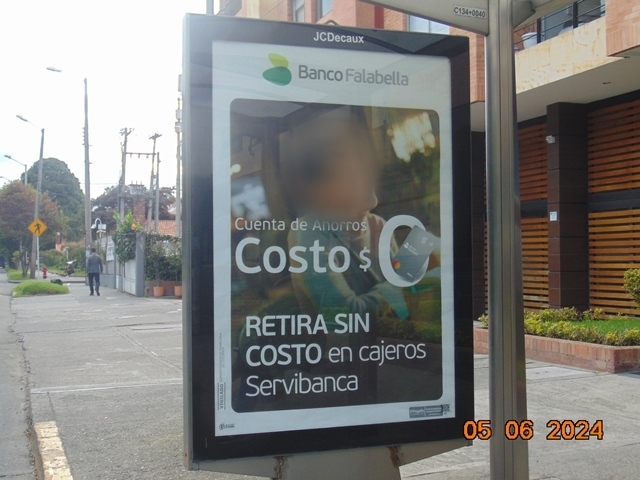 C134+0040
JCDecaux
Banco Falabella
Cuenta de Ahorros
Costo $0
RETIRA SIN
COSTO en cajeros
Servibanca
VIGILADO
05 06 2024